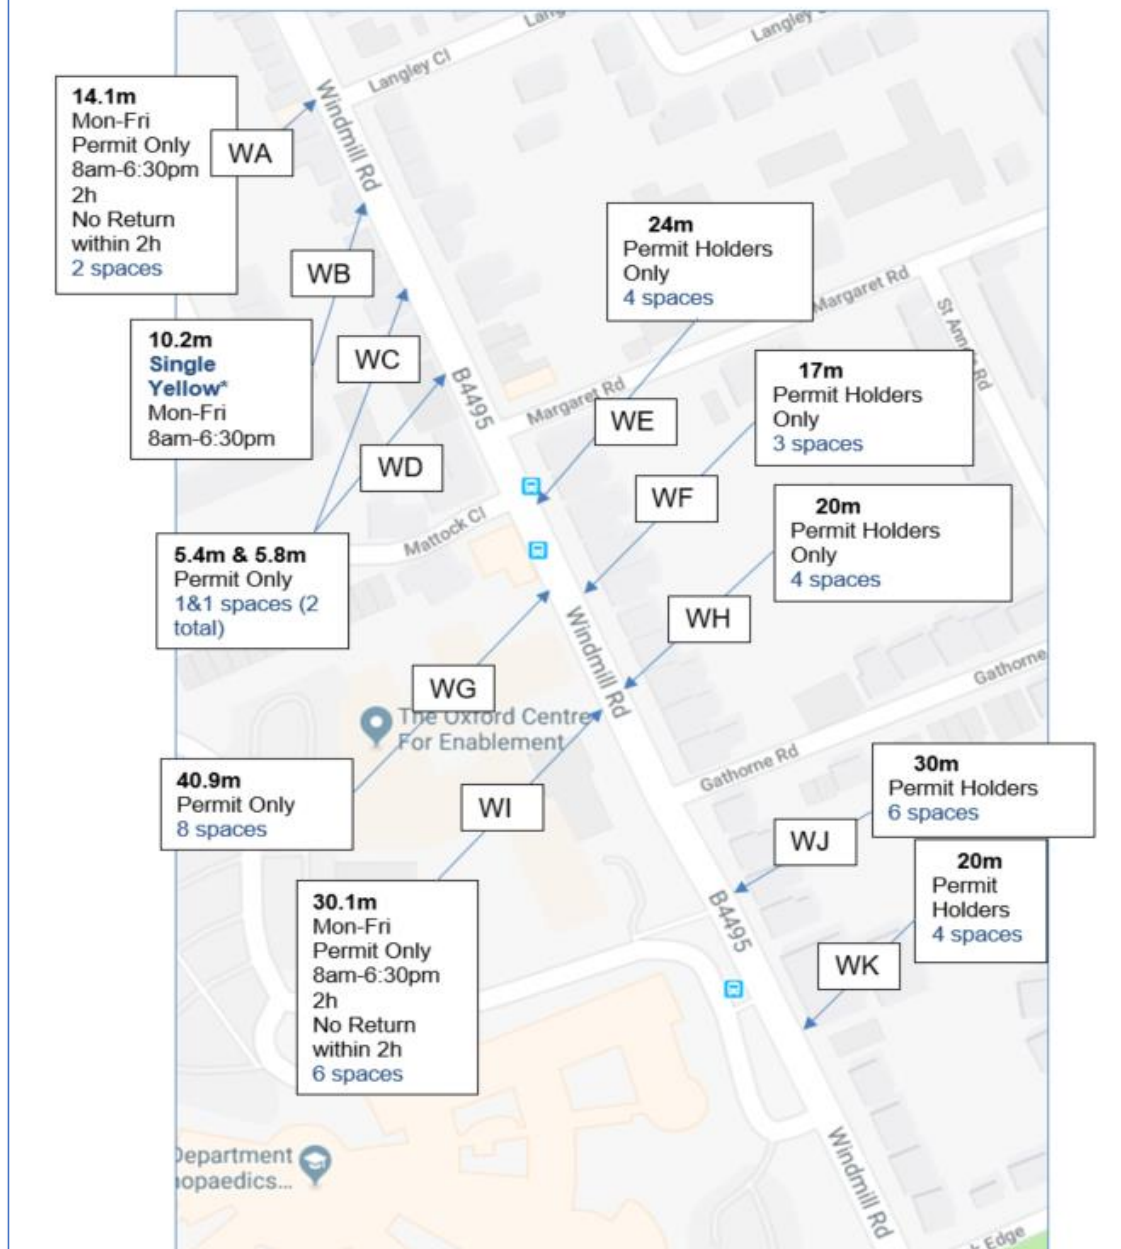 Langley Cl
Windmill Rd
14.1m
Mon-Fri
Permit Only
8am-6:30pm
2h
No Return
within 2h
2 spaces
WA
24m
Permit Holders
Only
4 spaces
WB
10.2m
Single
Yellow*
Mon-Fri
8am-6:30pm
WC
B4495
Margaret Rd
Margaret Rd
17m
Permit Holders
Only
3 spaces
WE
WD
WF
20m
Permit Holders
Only
4 spaces
Mattock Cl
5.4m & 5.8m
Permit Only
1&1 spaces (2
total)
WH
Windmill Rd
WG
The Oxford Centre
For Enablement
Gathorne
Gathorne Rd
40.9m
Permit Only
8 spaces
WI
30m
Permit Holders
6 spaces
WJ
20m
Permit
Holders
4 spaces
B4495
30.1m
Mon-Fri
Permit Only
8am-6:30pm
2h
No Return
within 2h
6 spaces
WK
Department
Windmill Rd
Edge